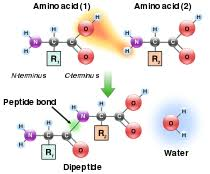 Amino acid (1) Amino acid (2)
H
H O H O
H N C C O H H N C C O H
H R1 H R2
N-terminus C-terminus
Peptide bond
H H O
N C C
H O R2 O H
H N C C
H R1 O
Dipeptide
H O H
Water